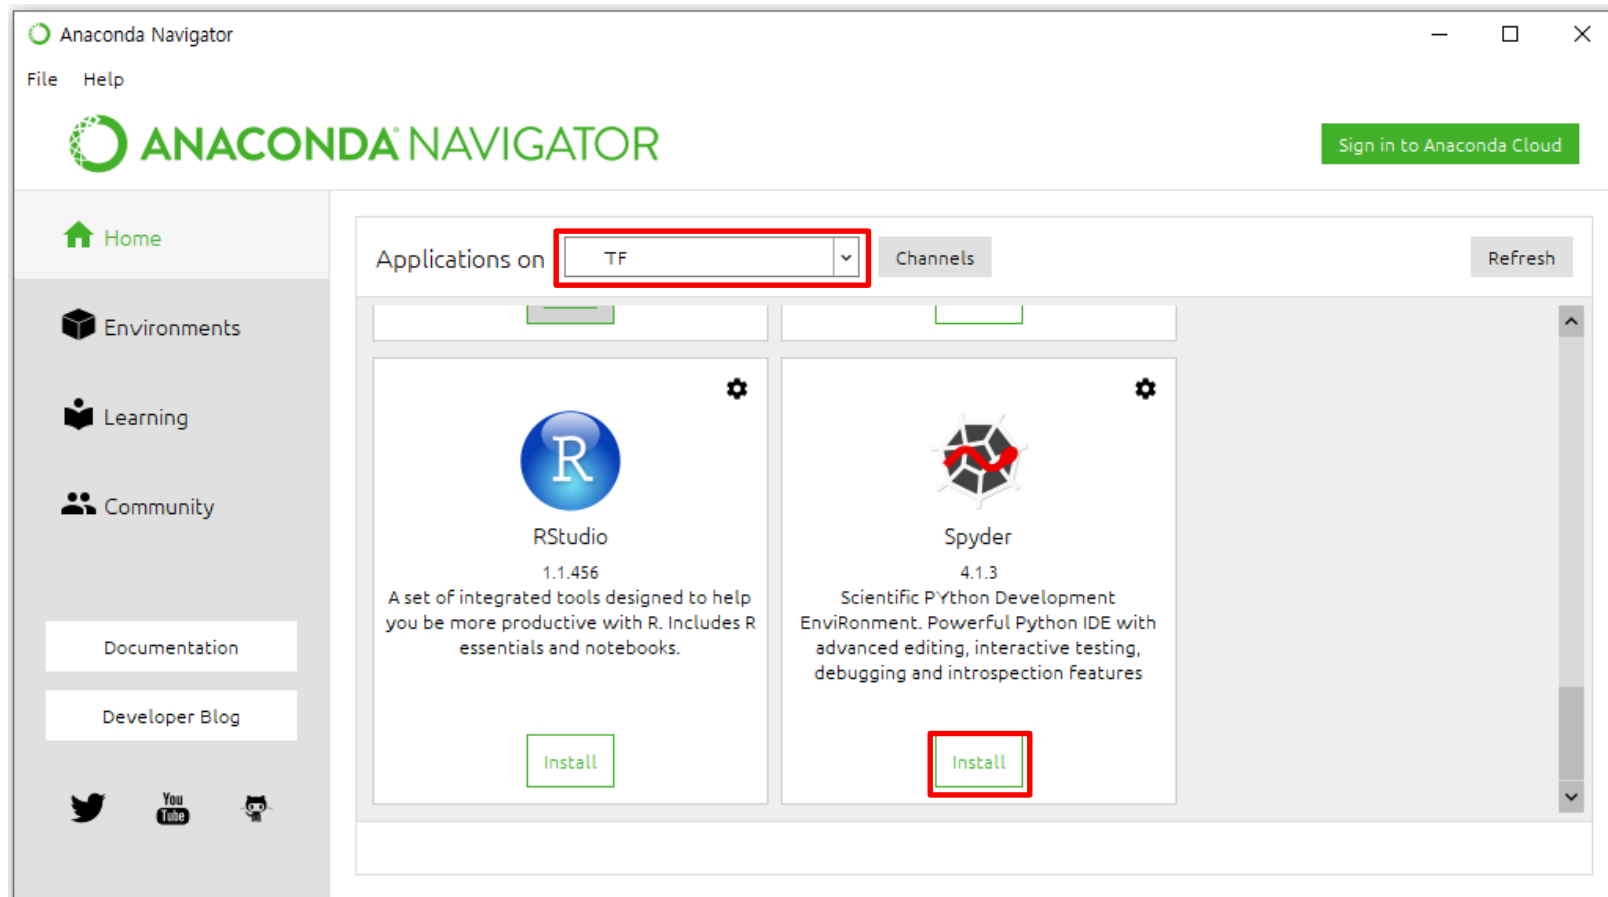 Anaconda Navigator
File Help
ANACONDA NAVIGATOR
Sign in to Anaconda Cloud
Home
Environments
Learning
Community
Documentation
Developer Blog
You
Tube
Applications on TF Channels Refresh
R
RStudio
1.1.456
A set of integrated tools designed to help
you be more productive with R. Includes R
essentials and notebooks.
Install
Spyder
4.1.3
Scientific PYthon Development
EnviRonment. Powerful Python IDE with
advanced editing, interactive testing,
debugging and introspection features
Install